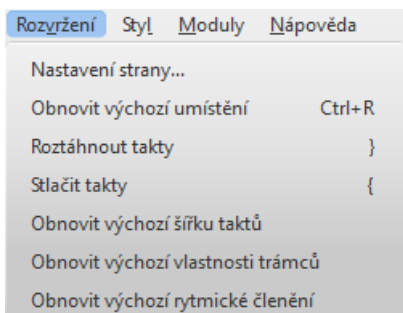 Rozvržení Styl Moduly Nápověda
Nastavení strany...
Obnovit výchozí umístění Ctrl+R
Roztáhnout takty }
Stlačit takty {
Obnovit výchozí šířku taktů
Obnovit výchozí vlastnosti trámců
Obnovit výchozí rytmické členění